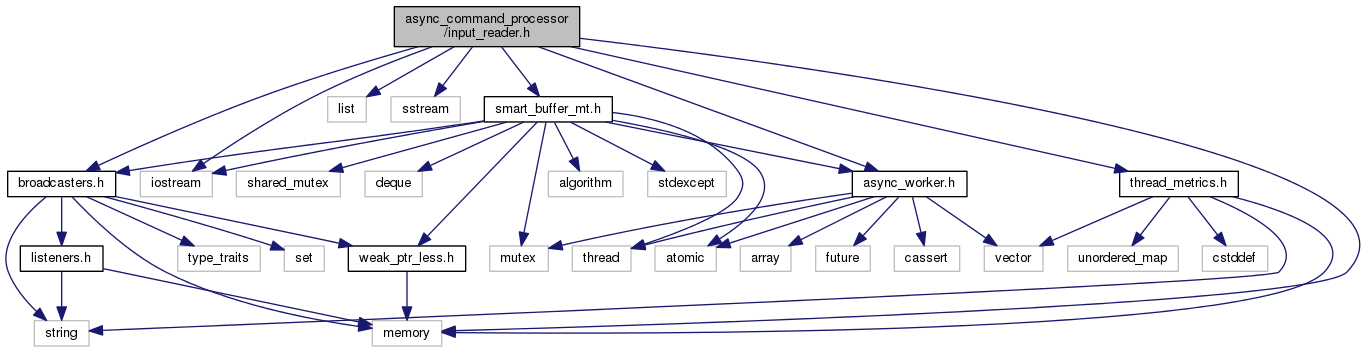 async_command_processor
/input_reader.h
list
sstream
smart_buffer_mt.h
broadcasters.h
iostream
shared_mutex
deque
algorithm
stdexcept
async_worker.h
thread_metrics.h
listeners.h
type_traits
set
weak_ptr_less.h
mutex
thread
atomic
array
future
cassert
vector
unordered_map
cstddef
string
memory